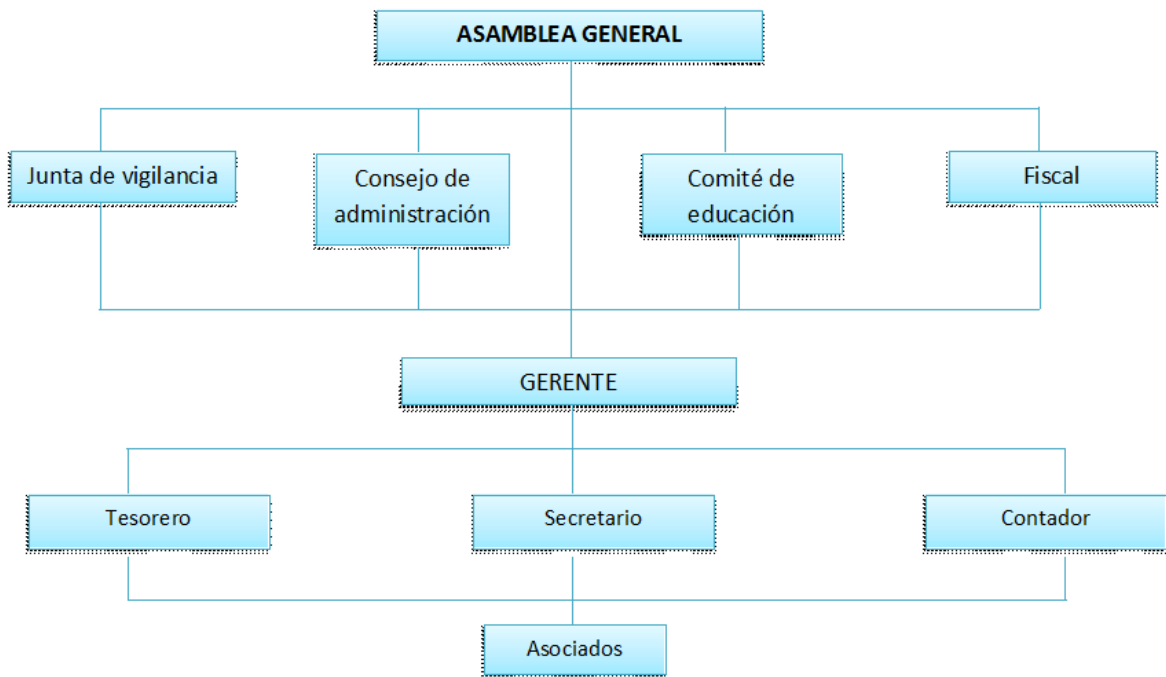 ASAMBLEA GENERAL
Junta de vigilancia
Consejo de
administración
Comité de
educación
Fiscal
GERENTE
Tesorero
Secretario
Contador
Asociados